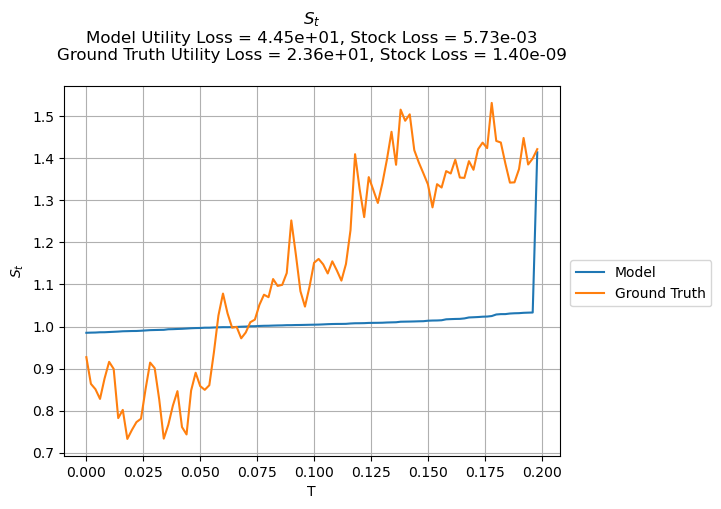 S_t
Model Utility Loss = 4.45e+01, Stock Loss = 5.73e-03
Ground Truth Utility Loss = 2.36e+01, Stock Loss = 1.40e-09
1.5
1.4
1.3
1.2
1.1
1.0
0.9
0.8
0.7
S_t
0.000 0.025 0.050 0.075 0.100 0.125 0.150 0.175 0.200
T
Model
Ground Truth